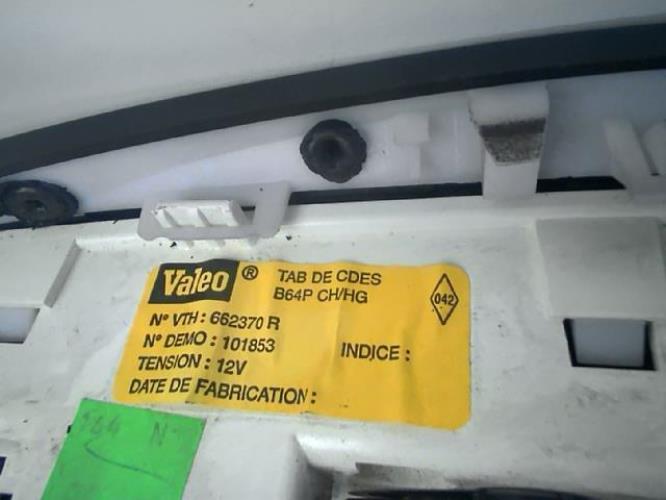 Valeo ® TAB DE CDES
B64P CH/HG
042
N° VTH : 662370 R
N° DEMO : 101853
INDICE :
TENSION : 12V
DATE DE FABRICATION :
N